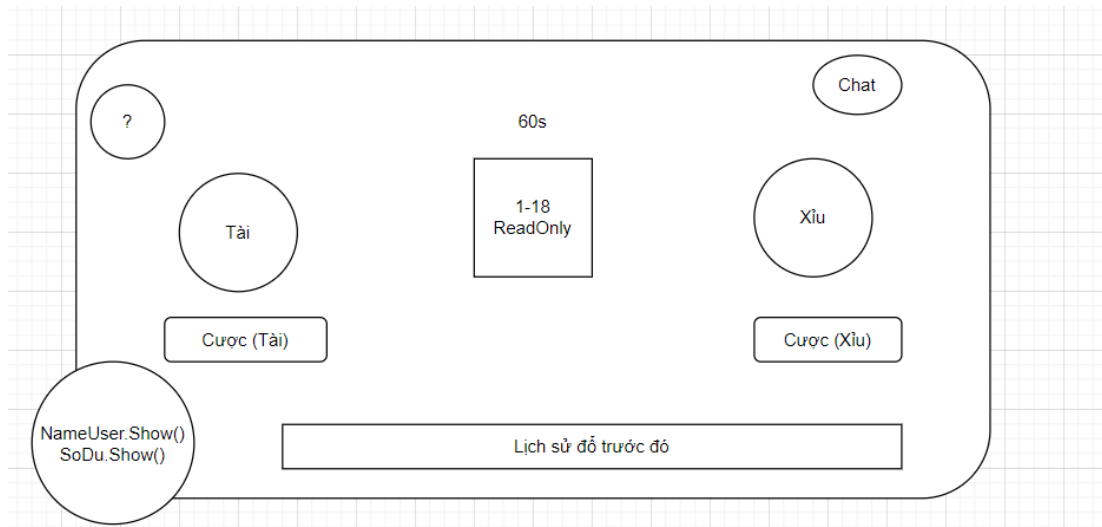 Chat
?
60s
1-18
ReadOnly
Tài
Xỉu
Cược (Tài)
Cược (Xỉu)
NameUser.Show()
SoDu.Show()
Lịch sử đổ trước đó